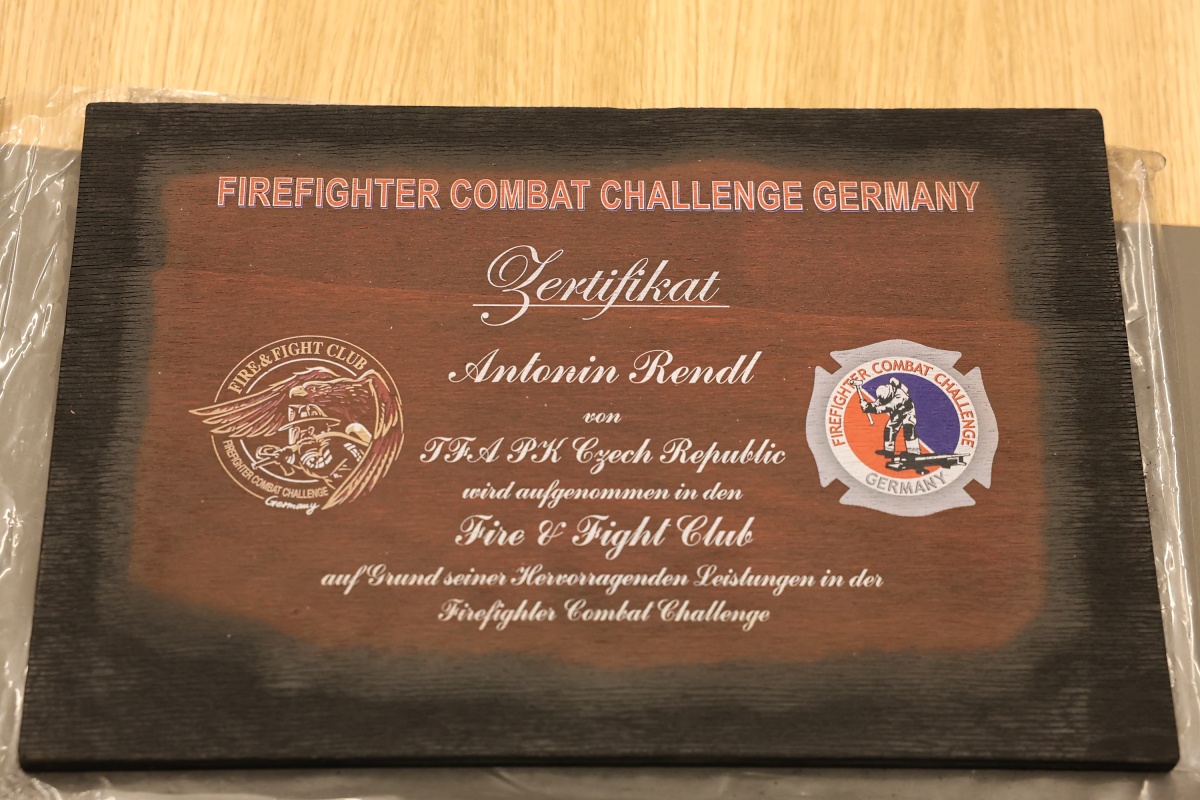 FIREFIGHTER COMBAT CHALLENGE GERMANY
Zertifikat
Antonin Rendl
von
TFA PK Czech Republic
wird aufgenommen in den
Fire & Fight Club
auf Grund seiner Hervorragenden Leistungen in der
Firefighter Combat Challenge
FIRE & FIGHT CLUB
FIREFIGHTER COMBAT CHALLENGE
Germany
FIREFIGHTER COMBAT CHALLENGE
GERMANY